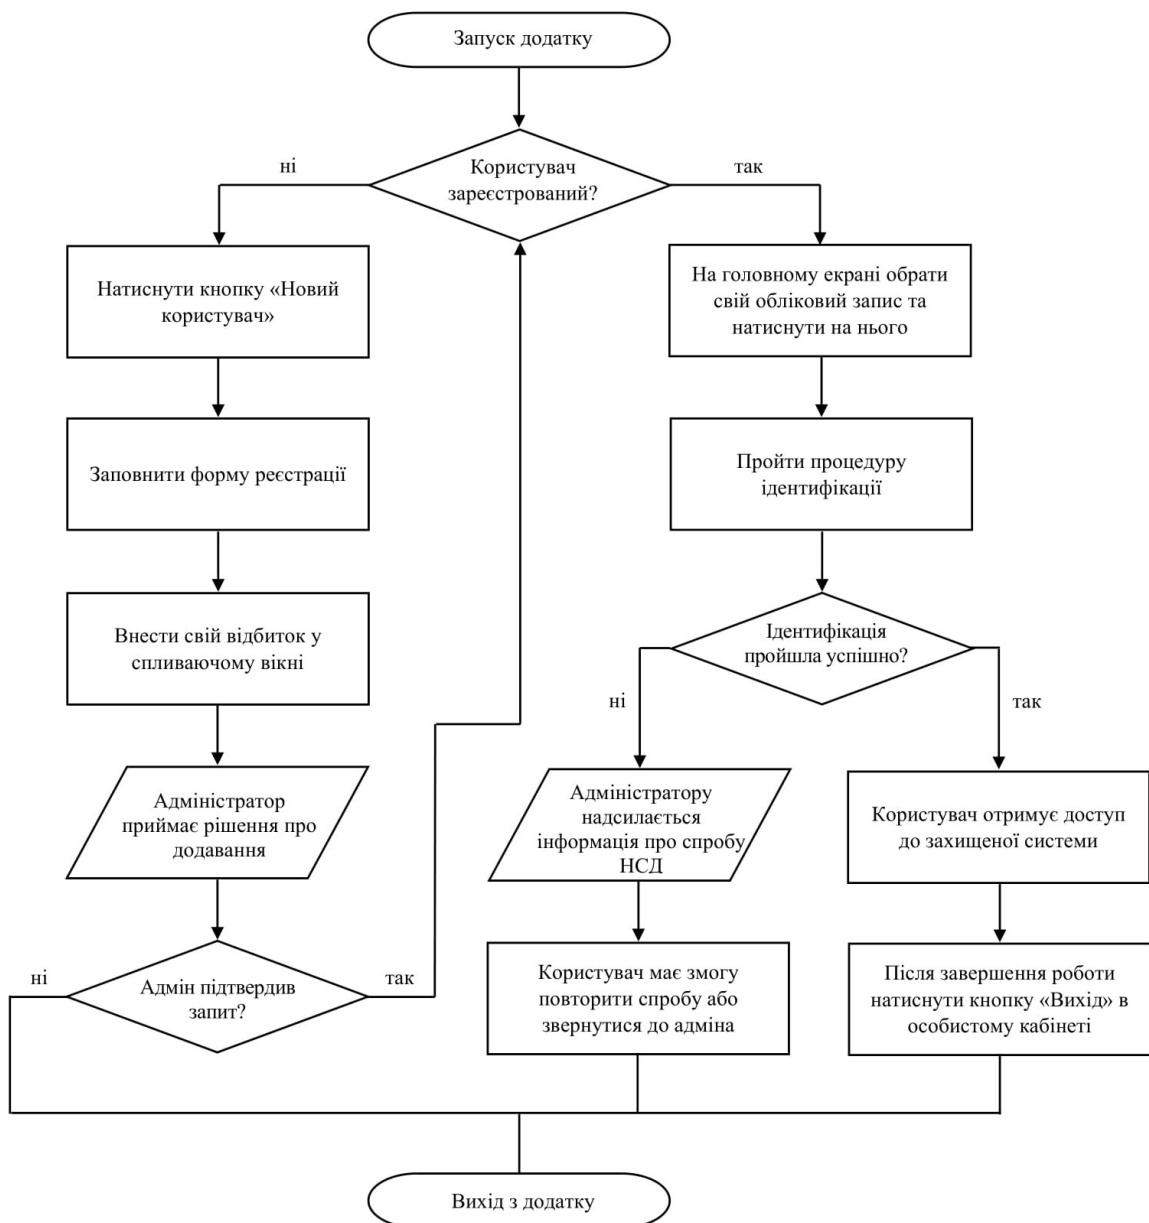 Запуск додатку
Користувач
зареєстрований?
ні
так
Натиснути кнопку «Новий
користувач»
Заповнити форму реєстрації
Внести свій відбиток у
спливаючому вікні
Адміністратор
приймає рішення про
додавання
Адмін підтвердив
запит?
ні
так
На головному екрані обрати
свій обліковий запис та
натиснути на нього
Пройти процедуру
ідентифікації
Ідентифікація
пройшла успішно?
ні
так
Адміністратору
надсилається
інформація про спробу
НСД
Користувач має змогу
повторити спробу або
звернутися до адміна
Користувач отримує доступ
до захищеної системи
Після завершення роботи
натиснути кнопку «Вихід» в
особистому кабінеті
Вихід з додатку